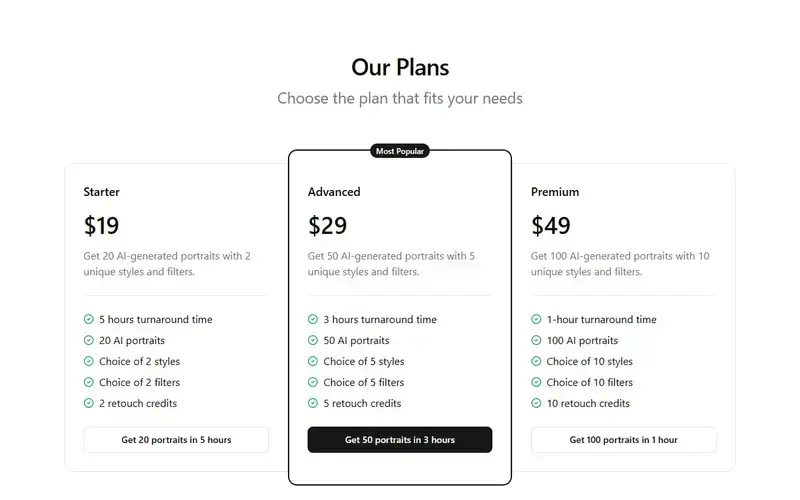 Our Plans
Choose the plan that fits your needs
Starter
$19
Get 20 AI-generated portraits with 2
unique styles and filters.
5 hours turnaround time
20 AI portraits
Choice of 2 styles
Choice of 2 filters
2 retouch credits
Get 20 portraits in 5 hours
Most Popular
Advanced
$29
Get 50 AI-generated portraits with 5
unique styles and filters.
3 hours turnaround time
50 AI portraits
Choice of 5 styles
Choice of 5 filters
5 retouch credits
Get 50 portraits in 3 hours
Premium
$49
Get 100 AI-generated portraits with 10
unique styles and filters.
1-hour turnaround time
100 AI portraits
Choice of 10 styles
Choice of 10 filters
10 retouch credits
Get 100 portraits in 1 hour